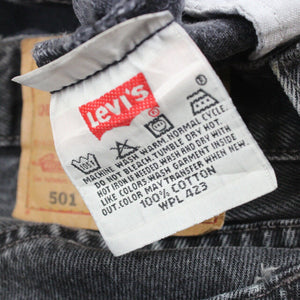 Levi's
MACHINE WASH WARM, NORMAL CYCLE.
DO NOT BLEACH. TUMBLE DRY HOT.
HOT IRON IF NEEDED. WASH AND DRY WITH
LIKE COLORS. WASH GARMENT INSIDE
OUT. COLOR MAY TRANSFER WHEN NEW.
100% COTTON
WPL 423
501